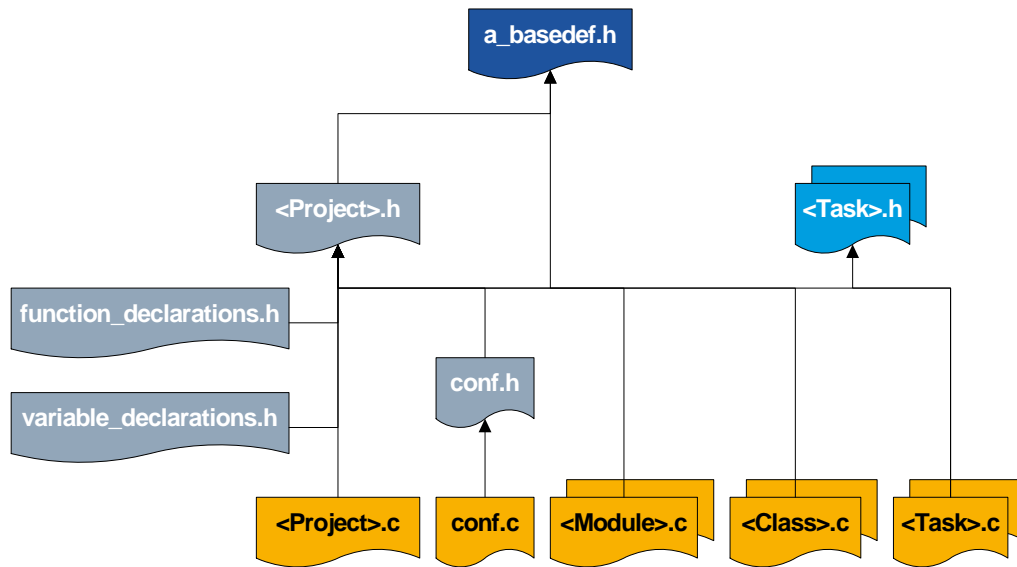 a_basedef.h
<Project>.h
<Task>.h
function_declarations.h
conf.h
variable_declarations.h
<Project>.c
conf.c
<Module>.c
<Class>.c
<Task>.c